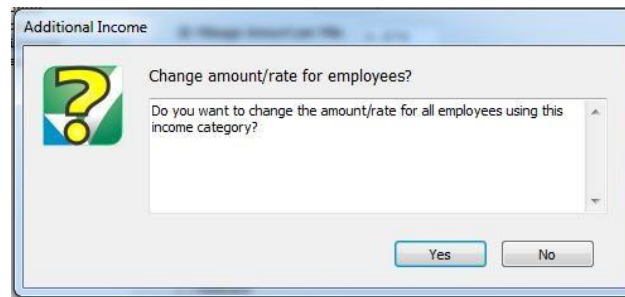 Additional Income
Change amount/rate for employees?
Do you want to change the amount/rate for all employees using this
income category?
Yes
No